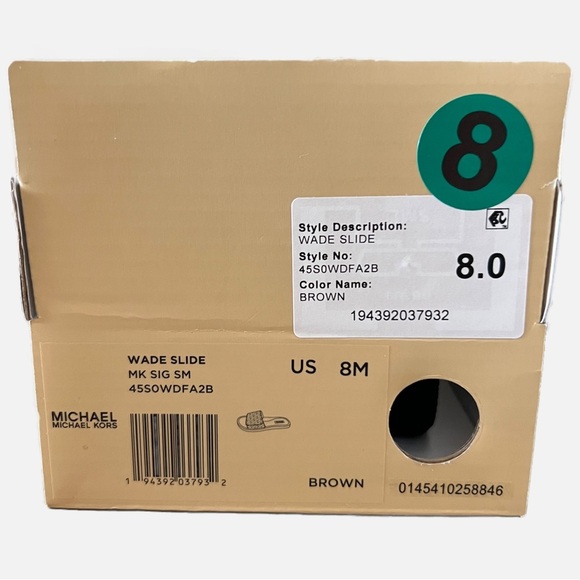 8
Style Description:
WADE SLIDE
Style No:
45S0WDFA2B
8.0
Color Name:
BROWN
194392037932
WADE SLIDE
MK SIG SM
45S0WDFA2B
US 8M
MICHAEL
MICHAEL KORS
1 94392 03793 2
BROWN
0145410258846